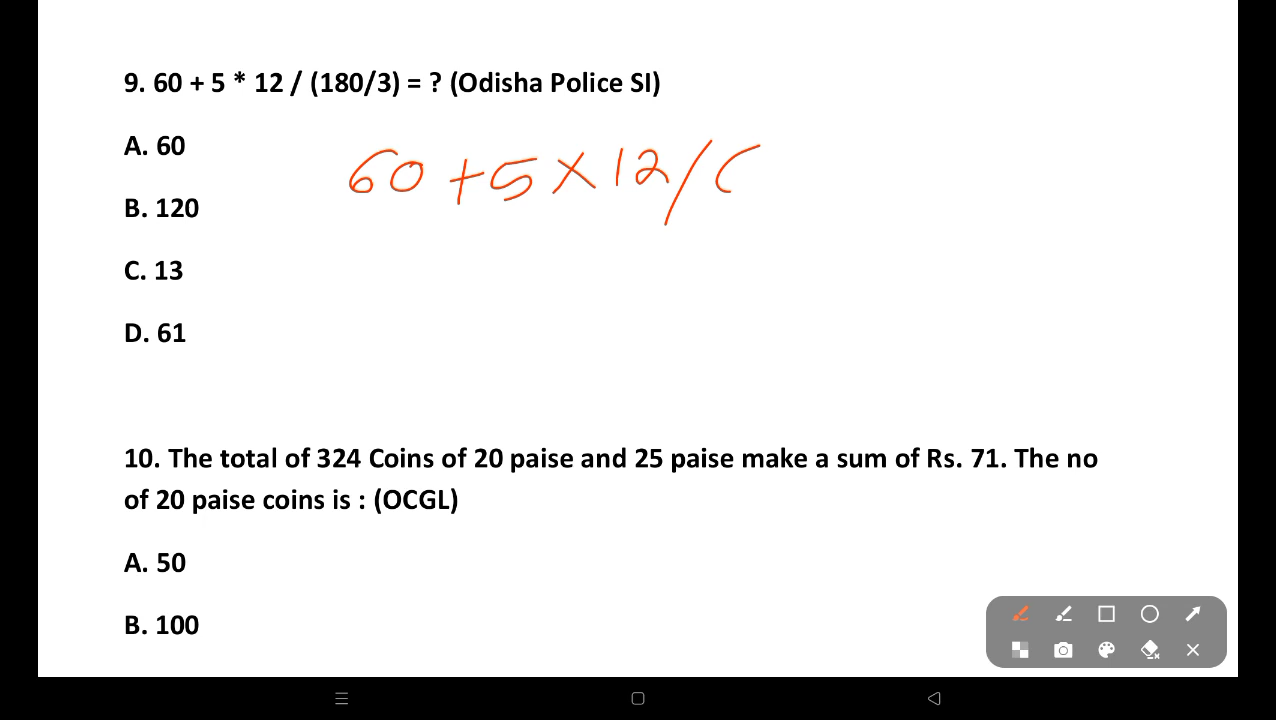 9. 60 + 5 * 12 / (180/3) = ? (Odisha Police SI)
A. 60
60 + 5 × 12 / (
B. 120
C. 13
D. 61
10. The total of 324 Coins of 20 paise and 25 paise make a sum of Rs. 71. The no
of 20 paise coins is : (OCGL)
A. 50
B. 100